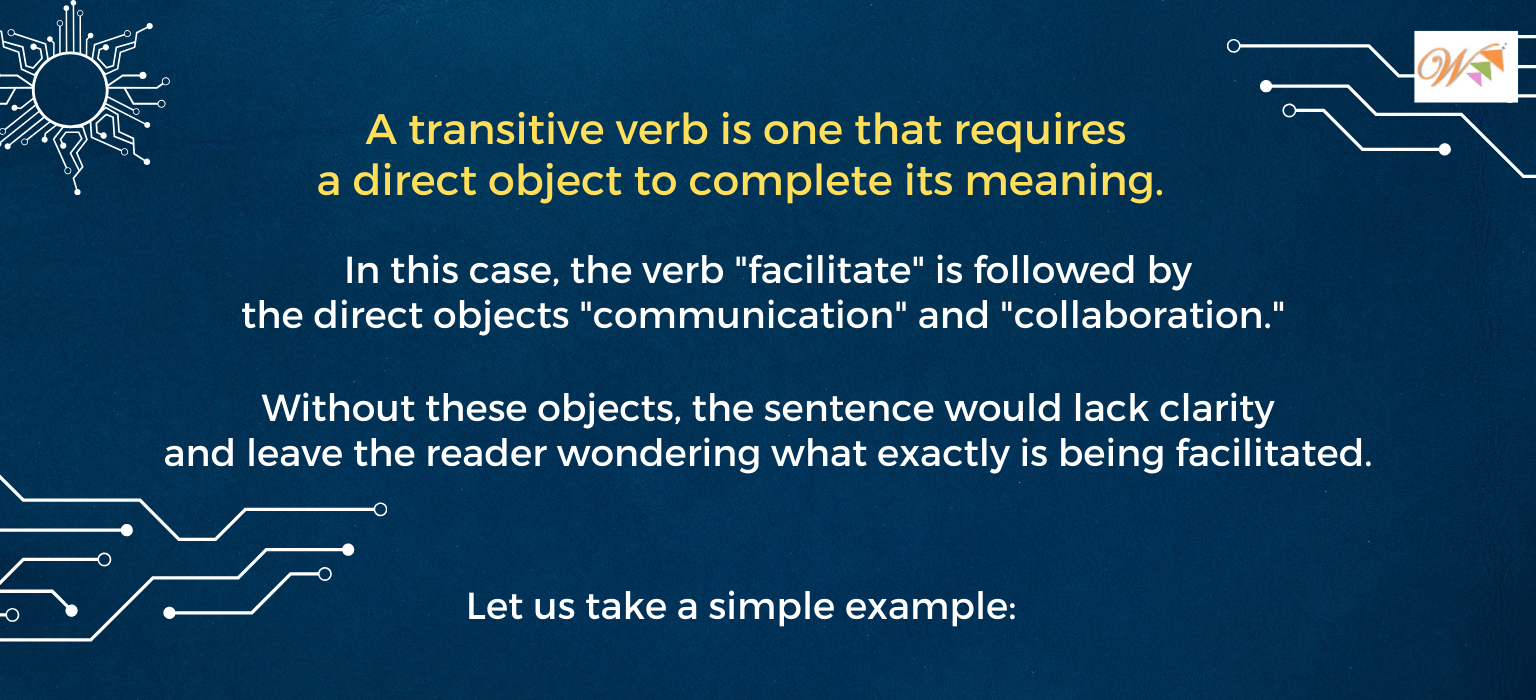 W
A transitive verb is one that requires
a direct object to complete its meaning.
In this case, the verb "facilitate" is followed by
the direct objects "communication" and "collaboration."
Without these objects, the sentence would lack clarity
and leave the reader wondering what exactly is being facilitated.
Let us take a simple example: